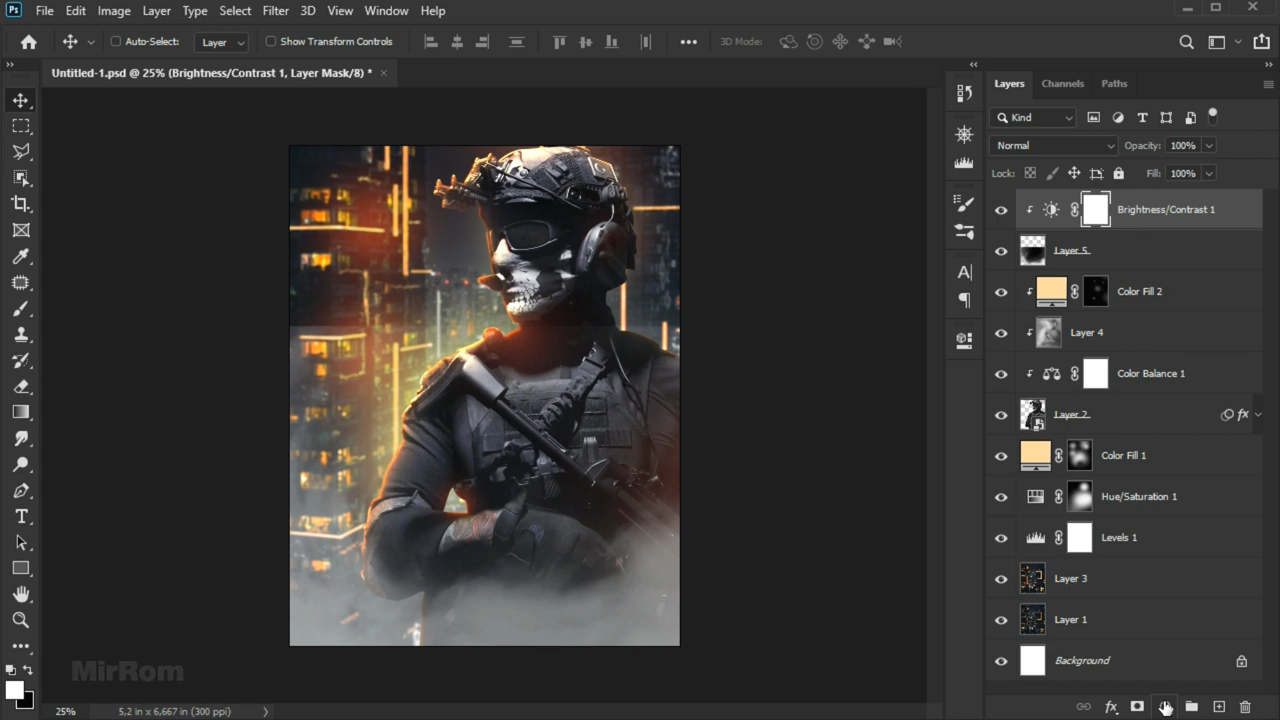 Ps File Edit Image Layer Type Select Filter 3D View Window Help
Auto-Select: Layer Show Transform Controls 3D Mode:
Untitled-1.psd @ 25% (Brightness/Contrast 1, Layer Mask/8) *
Layers Channels Paths
Kind
Normal Opacity: 100%
Lock: Fill: 100%
Brightness/Contrast 1
Layer 5
Color Fill 2
Layer 4
Color Balance 1
Layer 2 fx
Color Fill 1
Hue/Saturation 1
Levels 1
Layer 3
Layer 1
Background
MirRom
25% 5,2 in x 6,667 in (300 ppi)
fx